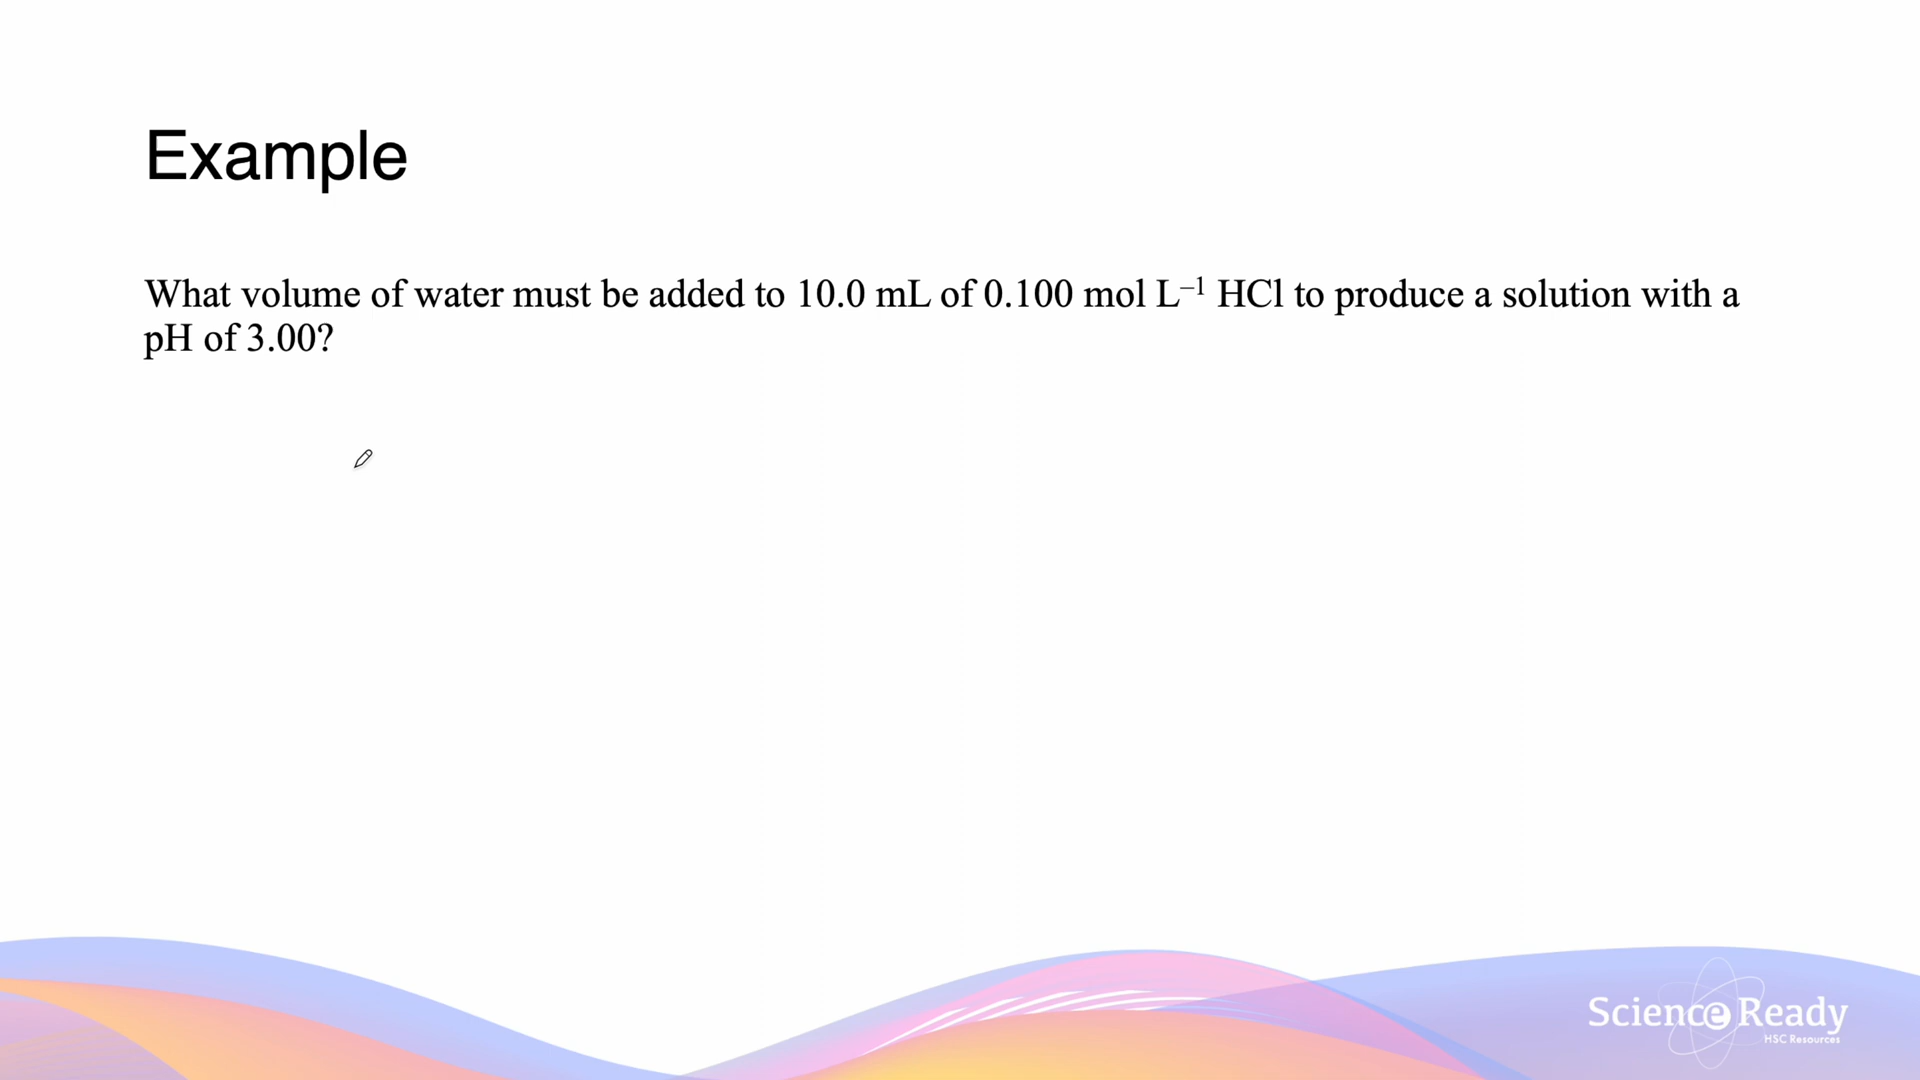 Example
What volume of water must be added to 10.0 mL of 0.100 mol L⁻¹ HCl to produce a solution with a
pH of 3.00?
Science Ready
HSC Resources